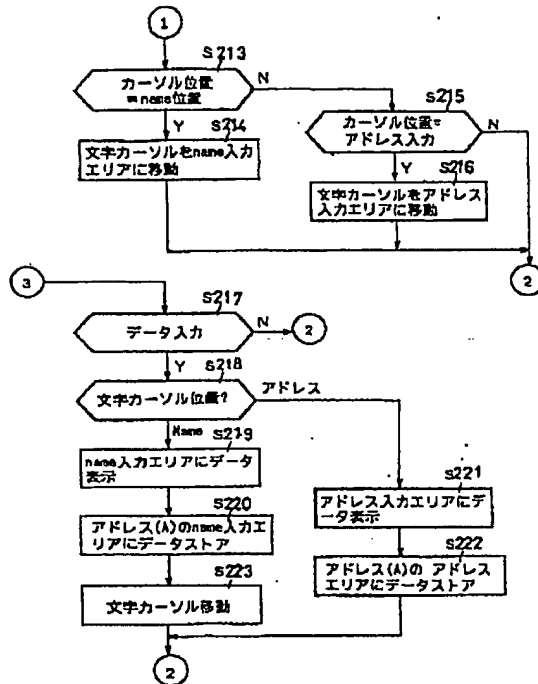 1
S213
カーソル位置
=name位置
N
Y
S214
文字カーソルをname入力
エリアに移動
S215
カーソル位置=
アドレス入力
N
Y
S216
文字カーソルをアドレス
入力エリアに移動
2
3
S217
データ入力
N
2
Y
S218
文字カーソル位置?
アドレス
Name
S219
name入力エリアにデータ
表示
S220
アドレス(A)のname入力エ
リアにデータストア
S223
文字カーソル移動
S221
アドレス入力エリアにデ
ータ表示
S222
アドレス(A)の アドレス
エリアにデータストア
2